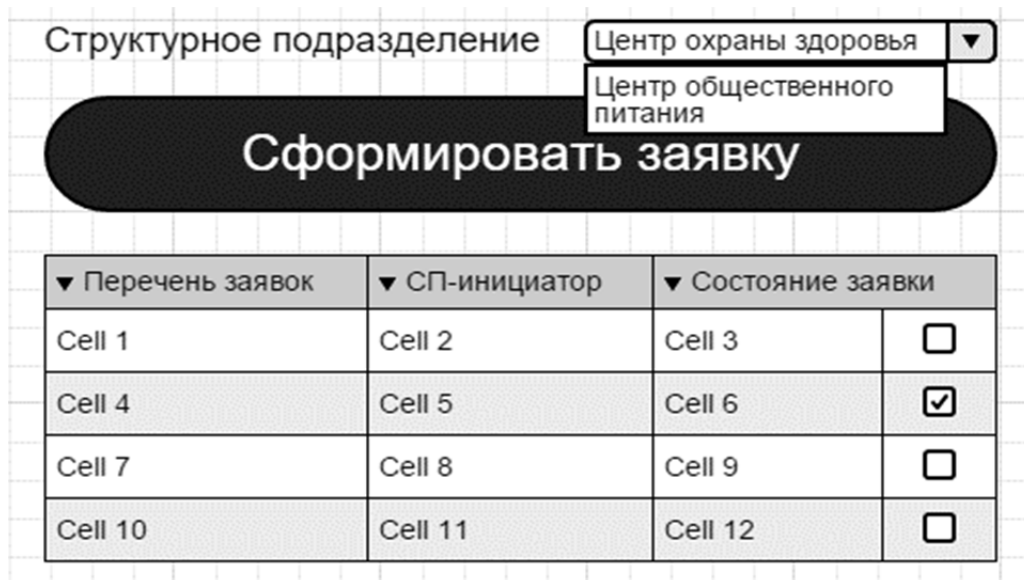 Структурное подразделение Центр охраны здоровья
Центр общественного
питания
Сформировать заявку
Перечень заявок СП-инициатор Состояние заявки
Cell 1 Cell 2 Cell 3
Cell 4 Cell 5 Cell 6
Cell 7 Cell 8 Cell 9
Cell 10 Cell 11 Cell 12